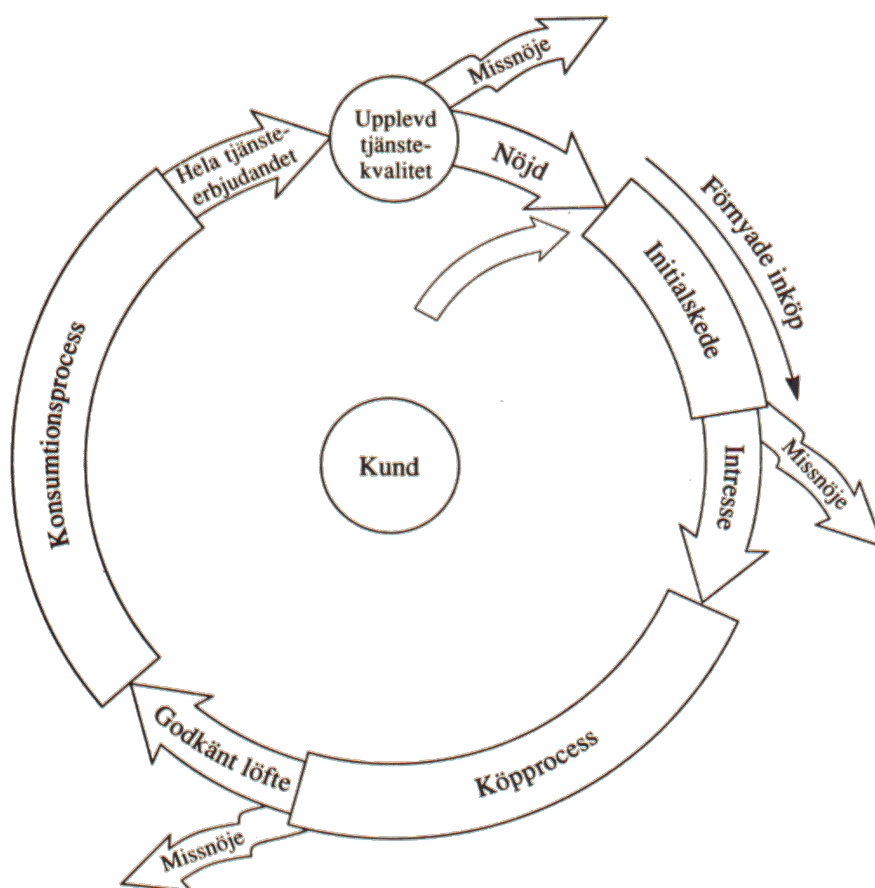 Missnöje
Upplevd
tjänste-
kvalitet
Hela tjänste-
erbjudandet
Nöjd
Förnyade inköp
Initialskede
Intresse
Missnöje
Kund
Konsumtionsprocess
Köpprocess
Godkänt löfte
Missnöje